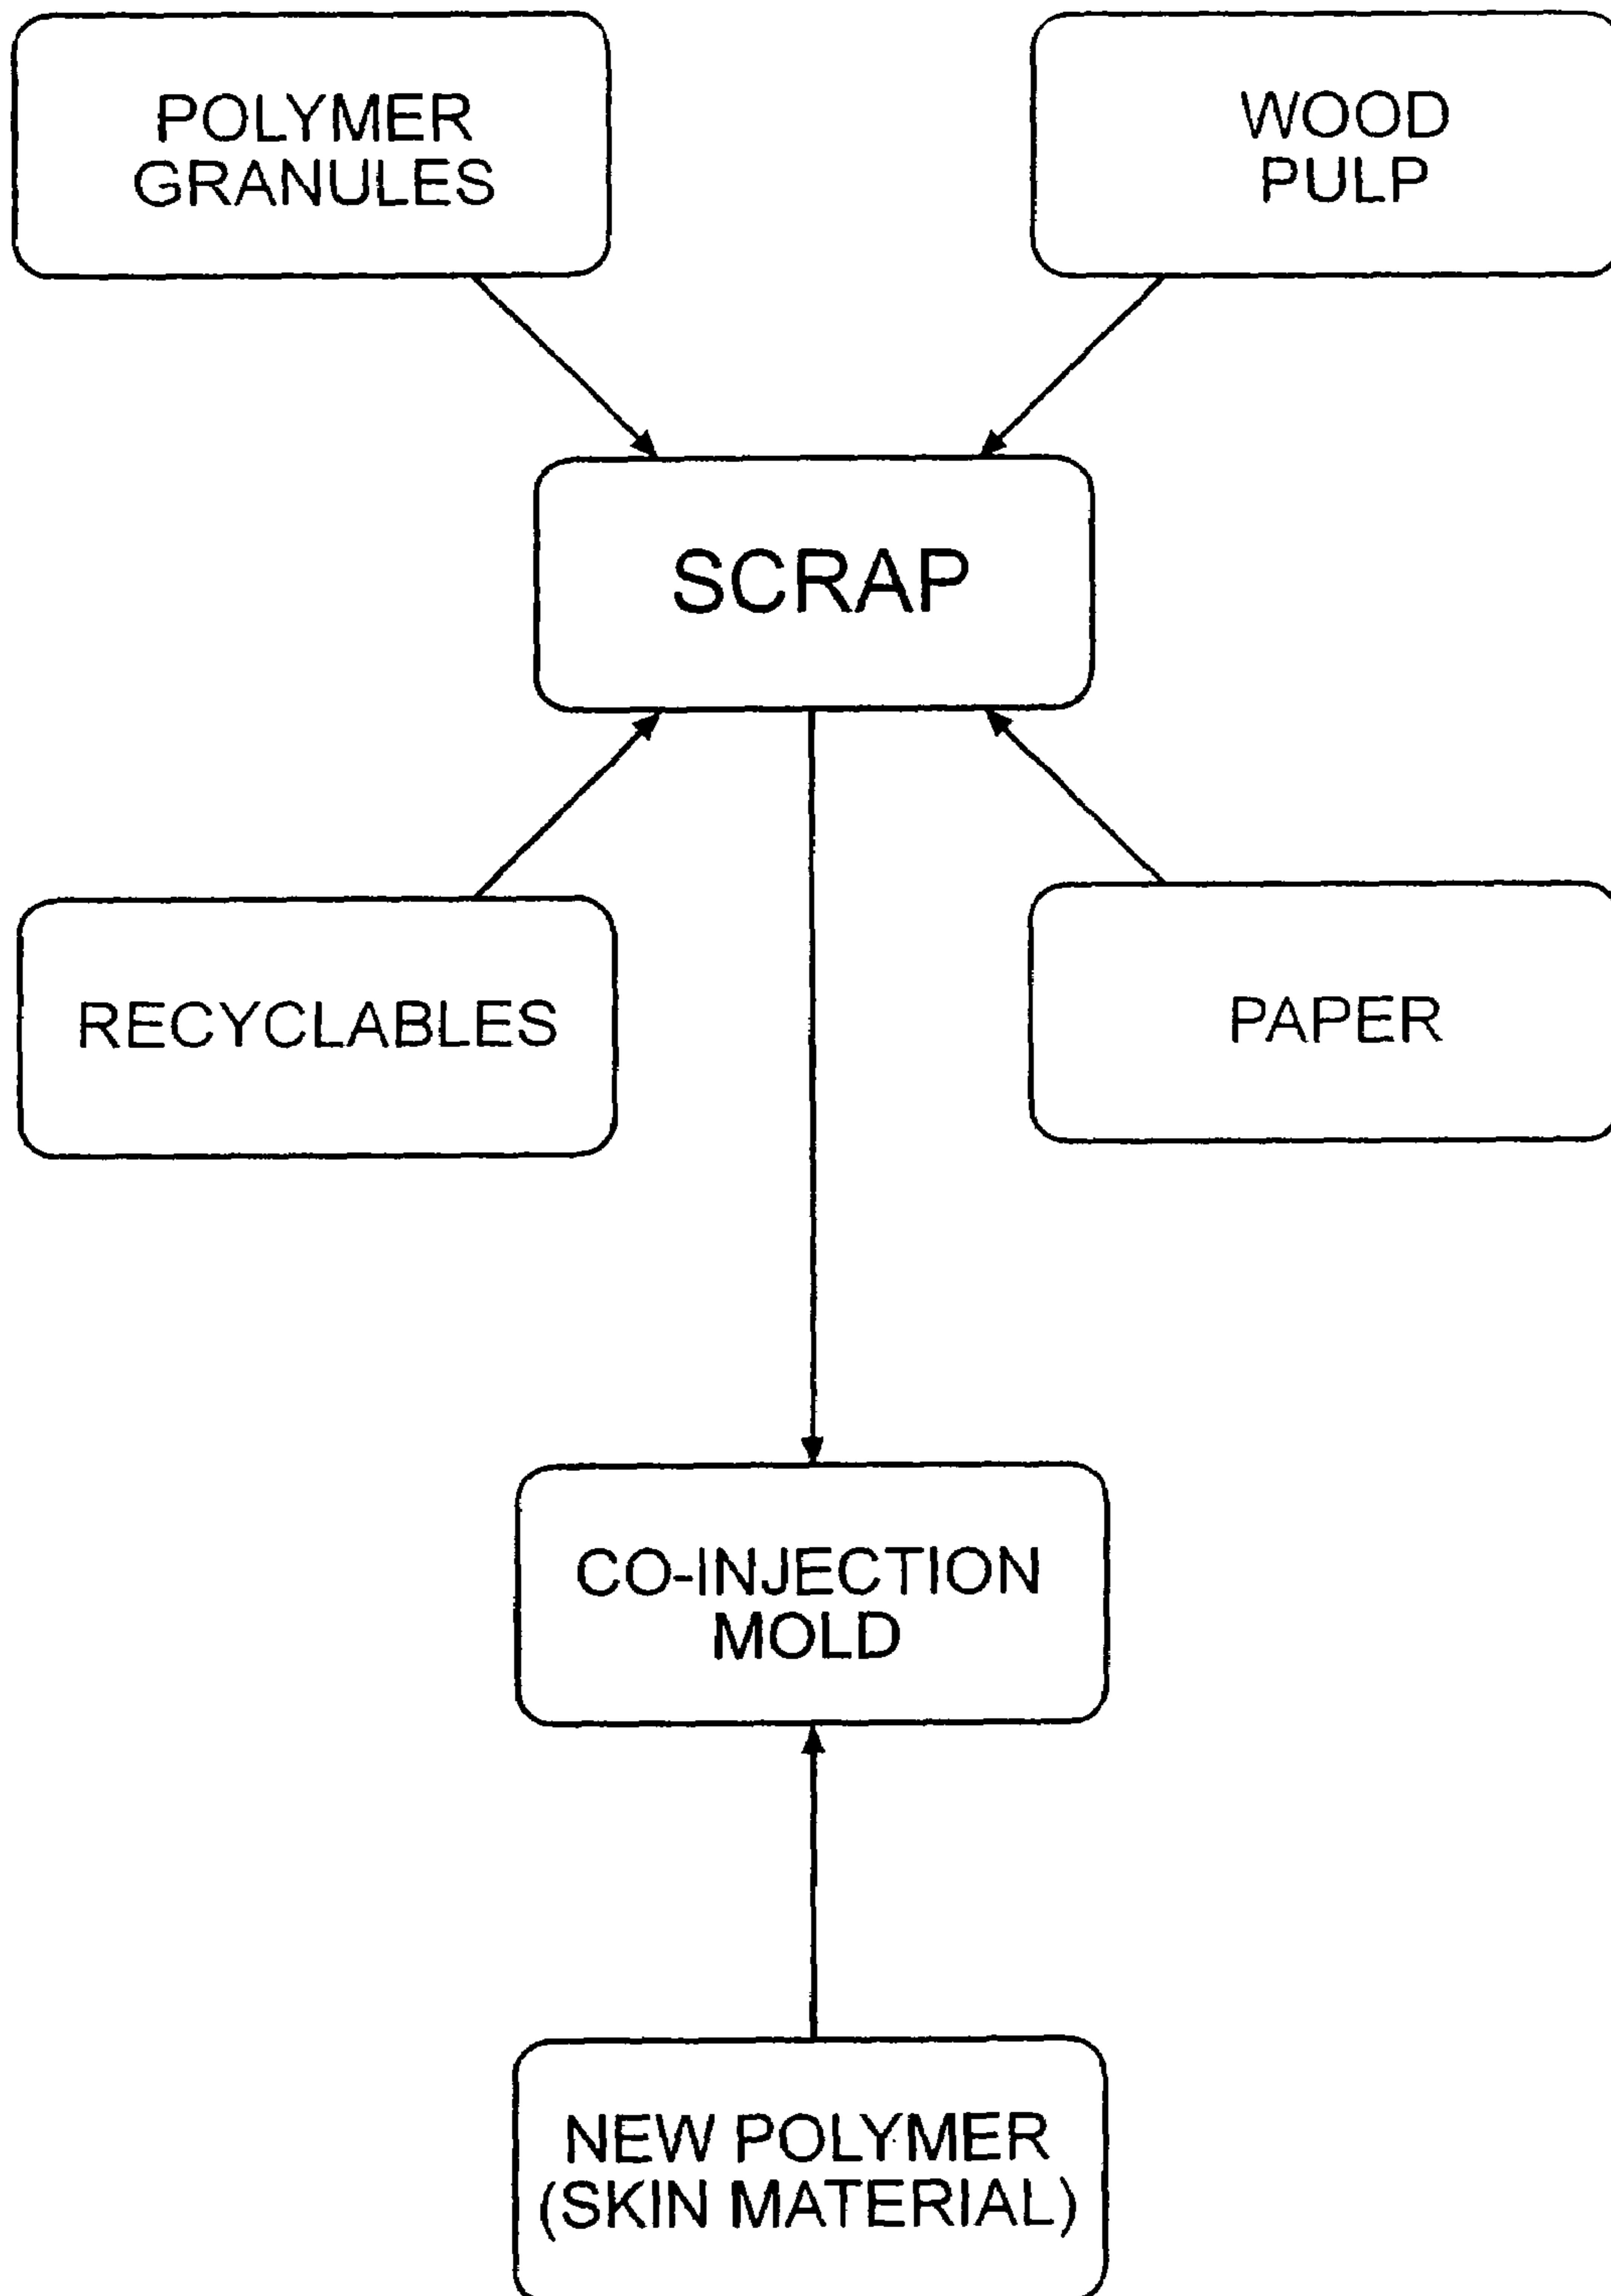 POLYMER
GRANULES
WOOD
PULP
SCRAP
RECYCLABLES
PAPER
CO-INJECTION
MOLD
NEW POLYMER
(SKIN MATERIAL)